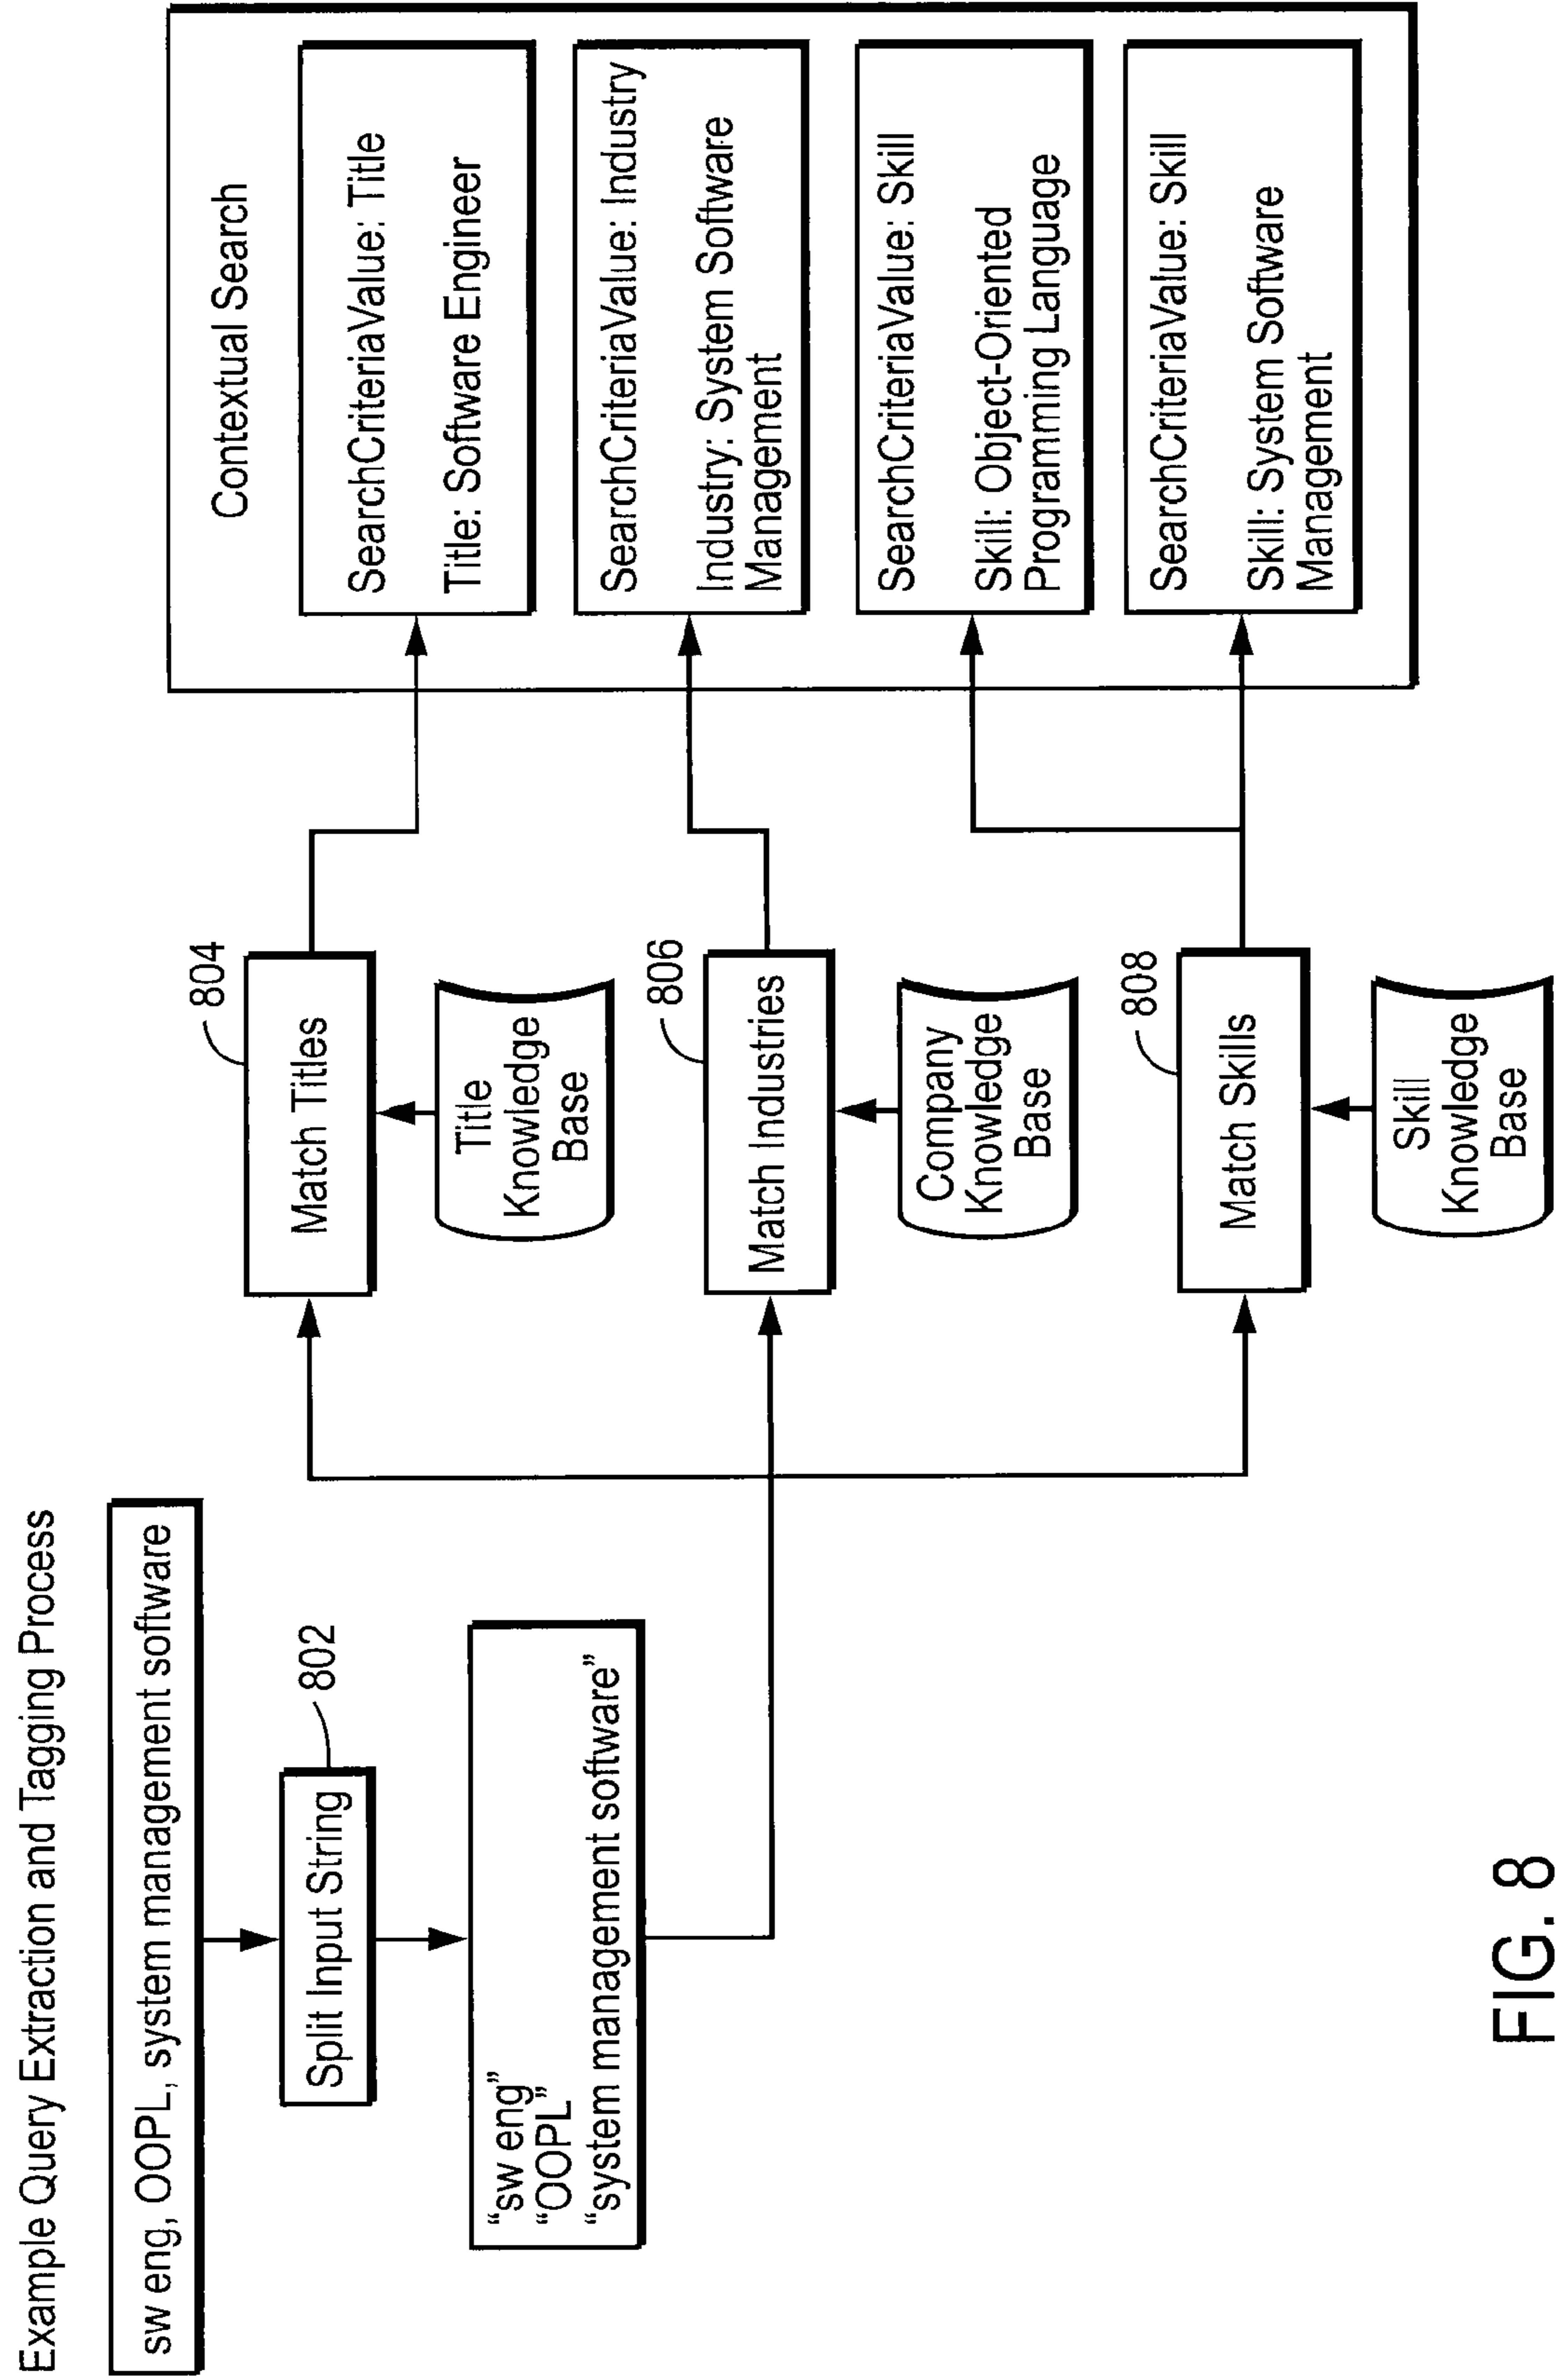 Example Query Extraction and Tagging Process
sw eng, OOPL, system management software
Split Input String
802
“sw eng”
“OOPL”
“system management software”
804
Match Titles
Title
Knowledge
Base
806
Match Industries
Company
Knowledge
Base
808
Match Skills
Skill
Knowledge
Base
Contextual Search
SearchCriteriaValue: Title
Title: Software Engineer
SearchCriteriaValue: Industry
Industry: System Software
Management
SearchCriteriaValue: Skill
Skill: Object-Oriented
Programming Language
SearchCriteriaValue: Skill
Skill: System Software
Management
FIG. 8